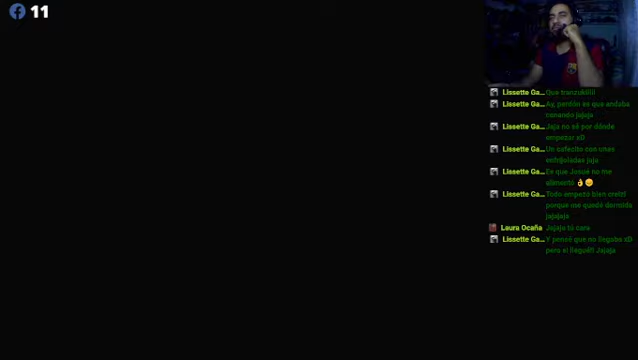 11
Lissette Ga... Que tranzukiiii
Lissette Ga... Ay, perdón es que andaba
cenando jajaja
Lissette Ga... Jaja no sé por dónde
empezar xD
Lissette Ga... Un cafecito con unas
enfrijoladas jaja
Lissette Ga... Es que Josué no me
alimentó 👌😔
Lissette Ga... Todo empezó bien
porque me quedé dormida
jajajaja
Laura Ocaña Jajaja tú cara
Lissette Ga... Y pencé que no llegaba xD
pero si llegué!! Jajaja